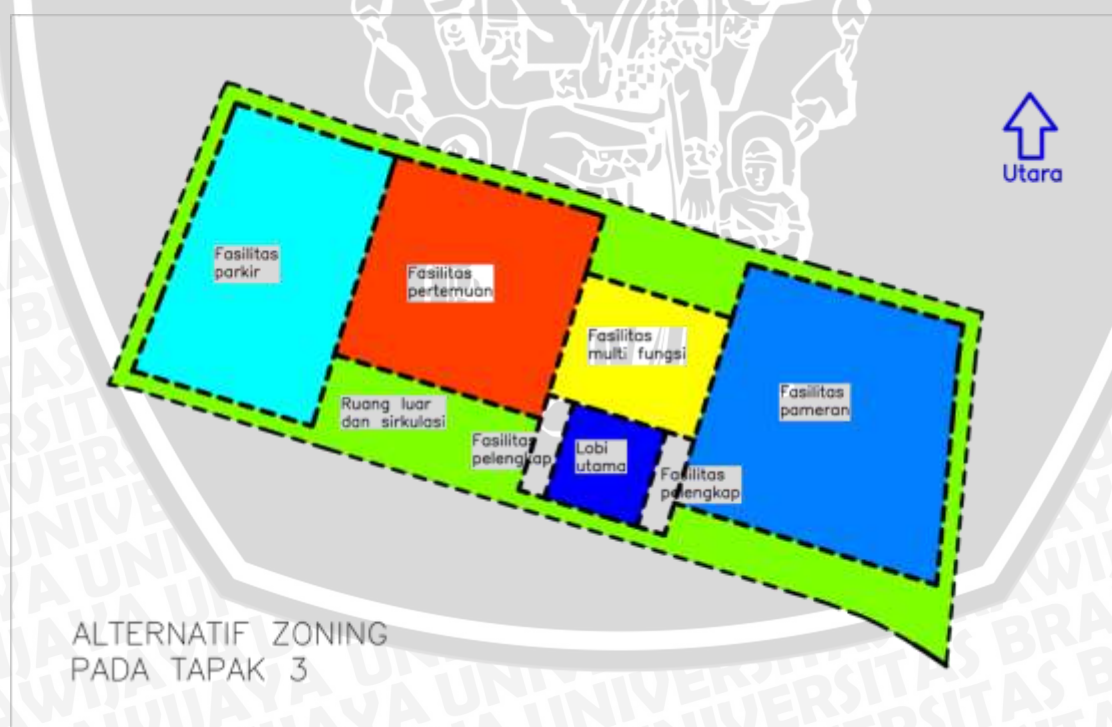 Utara
Fasilitas
parkir
Fasilitas
pertemuan
Fasilitas
multi fungsi
Fasilitas
pameran
Ruang luar
dan sirkulasi
Fasilitas
pelengkap
Lobi
utama
Fasilitas
pelengkap
ALTERNATIF ZONING
PADA TAPAK 3